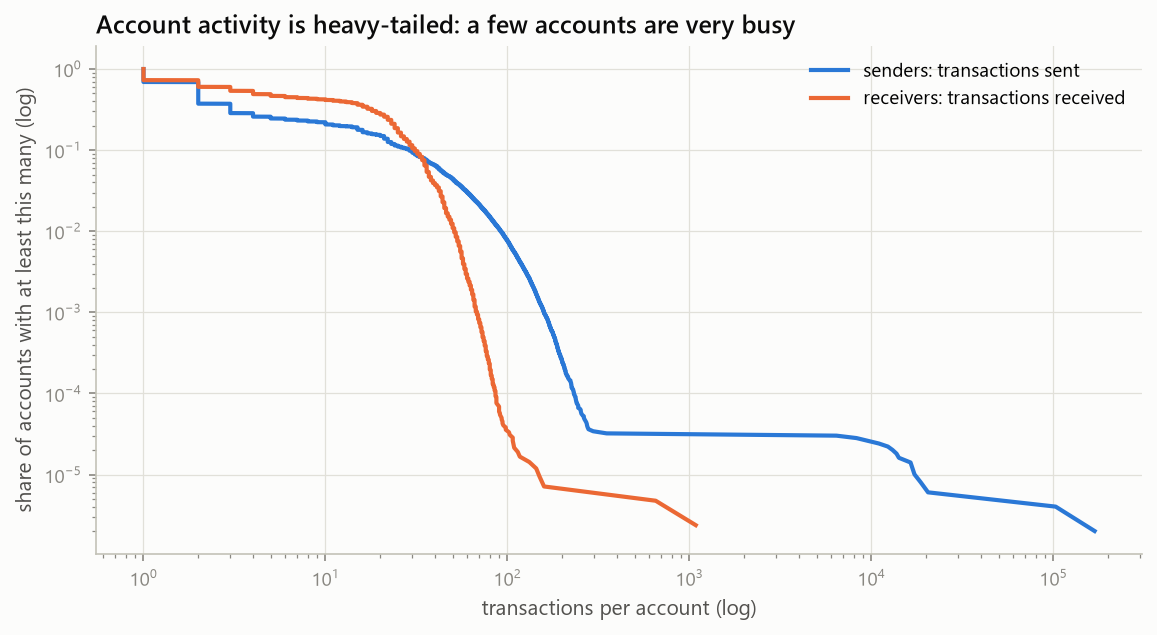 Account activity is heavy-tailed: a few accounts are very busy
senders: transactions sent
receivers: transactions received
share of accounts with at least this many (log)
10⁰
10⁻¹
10⁻²
10⁻³
10⁻⁴
10⁻⁵
10⁰
10¹
10²
10³
10⁴
10⁵
transactions per account (log)